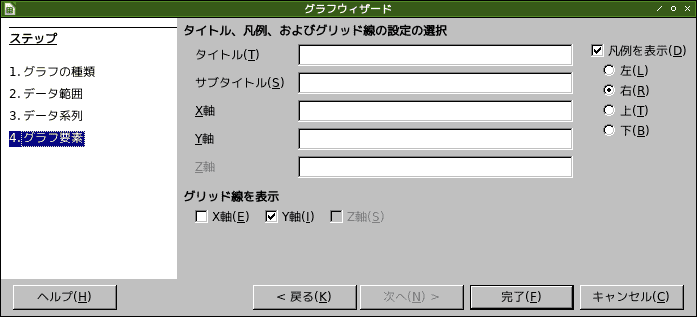 グラフウィザード
ステップ
1.グラフの種類
2.データ範囲
3.データ系列
4.グラフ要素
タイトル、凡例、およびグリッド線の設定の選択
タイトル(T)
サブタイトル(S)
X軸
Y軸
Z軸
凡例を表示(D)
左(L)
右(R)
上(T)
下(B)
グリッド線を表示
X軸(E) Y軸(I) Z軸(S)
ヘルプ(H) < 戻る(K) 次へ(N) > 完了(F) キャンセル(C)